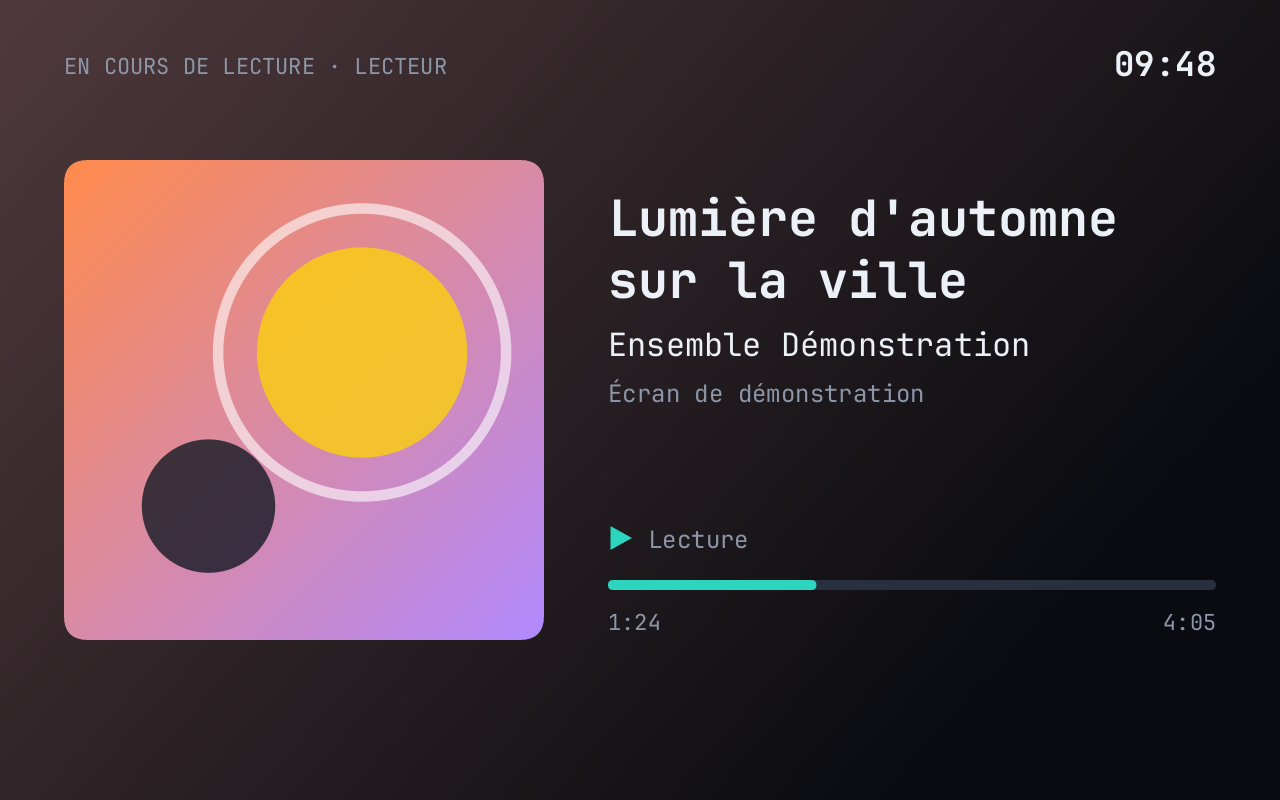 EN COURS DE LECTURE · LECTEUR
09:48
Lumière d'automne
sur la ville
Ensemble Démonstration
Écran de démonstration
Lecture
1:24
4:05